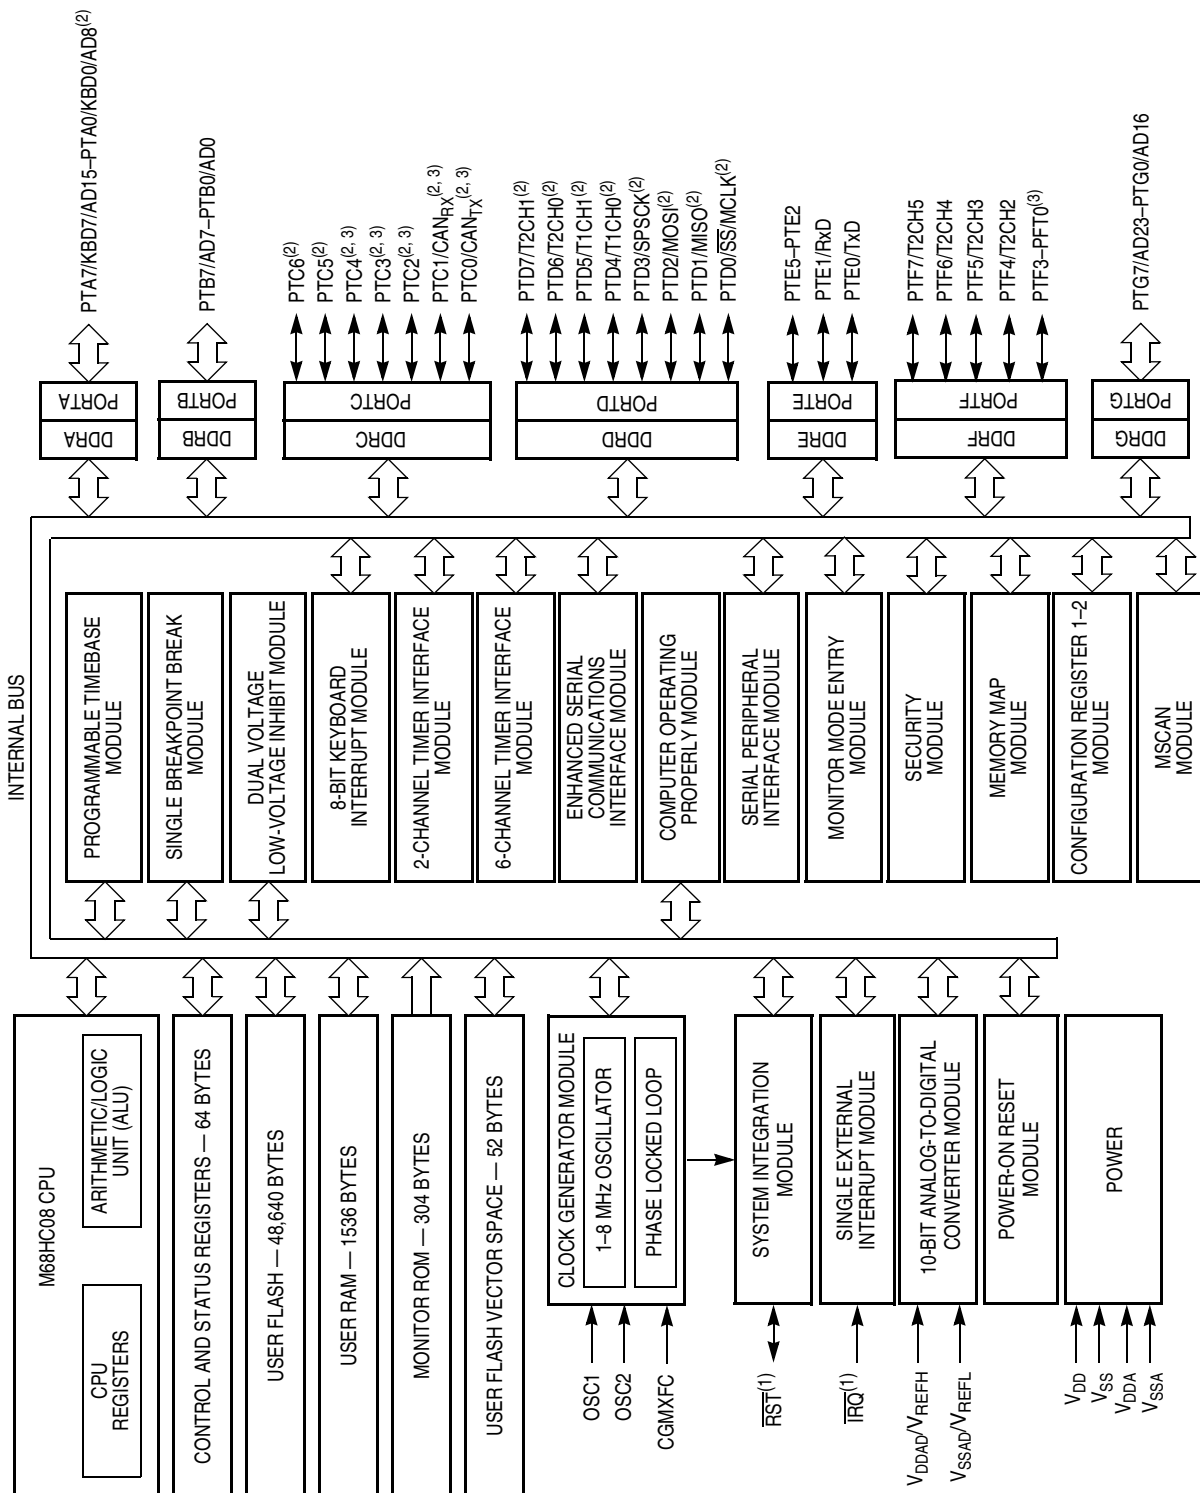 INTERNAL BUS
M68HC08 CPU
CPU
REGISTERS
ARITHMETIC/LOGIC
UNIT (ALU)
CONTROL AND STATUS REGISTERS — 64 BYTES
USER FLASH — 48,640 BYTES
USER RAM — 1536 BYTES
MONITOR ROM — 304 BYTES
USER FLASH VECTOR SPACE — 52 BYTES
CLOCK GENERATOR MODULE
1–8 MHz OSCILLATOR
PHASE LOCKED LOOP
OSC1
OSC2
CGMXFC
SYSTEM INTEGRATION
MODULE
RST(1)
SINGLE EXTERNAL
INTERRUPT MODULE
IRQ(1)
10-BIT ANALOG-TO-DIGITAL
CONVERTER MODULE
VDDAD/VREFH
VSSAD/VREFL
POWER-ON RESET
MODULE
POWER
VDD
VSS
VDDA
VSSA
PROGRAMMABLE TIMEBASE
MODULE
SINGLE BREAKPOINT BREAK
MODULE
DUAL VOLTAGE
LOW-VOLTAGE INHIBIT MODULE
8-BIT KEYBOARD
INTERRUPT MODULE
2-CHANNEL TIMER INTERFACE
MODULE
6-CHANNEL TIMER INTERFACE
MODULE
ENHANCED SERIAL
COMMUNICATIONS
INTERFACE MODULE
COMPUTER OPERATING
PROPERLY MODULE
SERIAL PERIPHERAL
INTERFACE MODULE
MONITOR MODE ENTRY
MODULE
SECURITY
MODULE
MEMORY MAP
MODULE
CONFIGURATION REGISTER 1–2
MODULE
MSCAN
MODULE
DDRA
PORTA
PTA7/KBD7/AD15–PTA0/KBD0/AD8(2)
DDRB
PORTB
PTB7/AD7–PTB0/AD0
DDRC
PORTC
PTC6(2)
PTC5(2)
PTC4(2, 3)
PTC3(2, 3)
PTC2(2, 3)
PTC1/CANRX(2, 3)
PTC0/CANTX(2, 3)
DDRD
PORTD
PTD7/T2CH1(2)
PTD6/T2CH0(2)
PTD5/T1CH1(2)
PTD4/T1CH0(2)
PTD3/SPSCK(2)
PTD2/MOSI(2)
PTD1/MISO(2)
PTD0/SS/MCLK(2)
DDRE
PORTE
PTE5–PTE2
PTE1/RxD
PTE0/TxD
DDRF
PORTF
PTF7/T2CH5
PTF6/T2CH4
PTF5/T2CH3
PTF4/T2CH2
PTF3–PFT0(3)
DDRG
PORTG
PTG7/AD23–PTG0/AD16